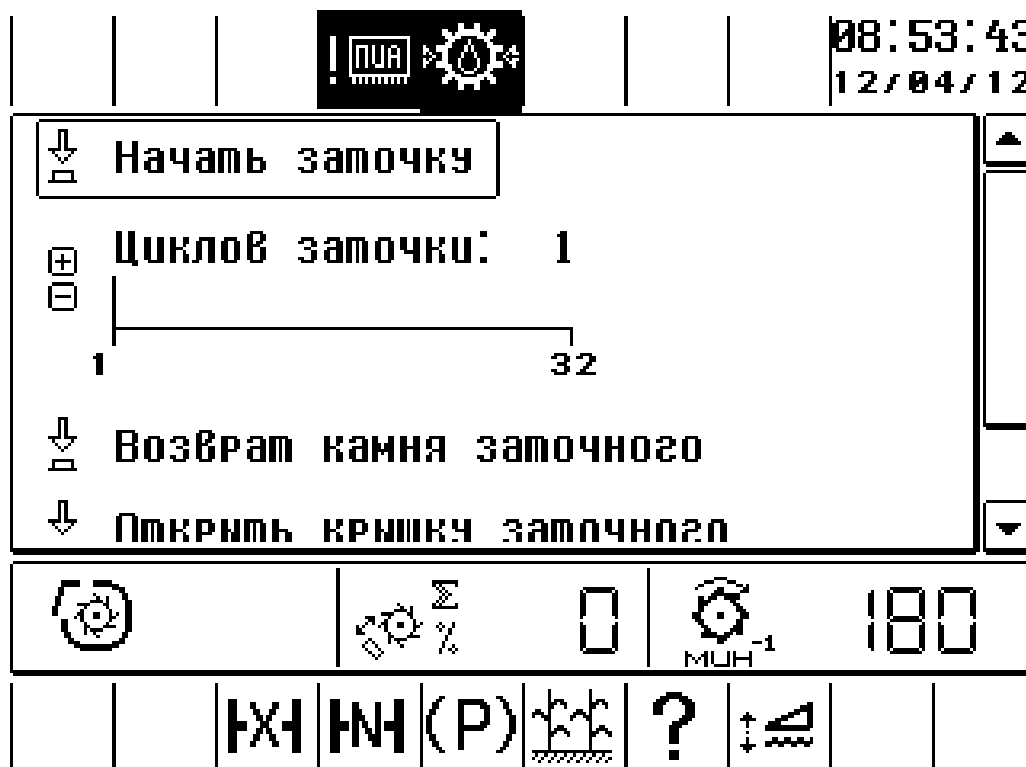 ! ПИА
08:53:43
12/04/12
Начать заточку
Циклов заточки: 1
1 32
Возврат камня заточного
Открыть крышку заточного
Σ % 0 180
мин-1
X N (P) ?